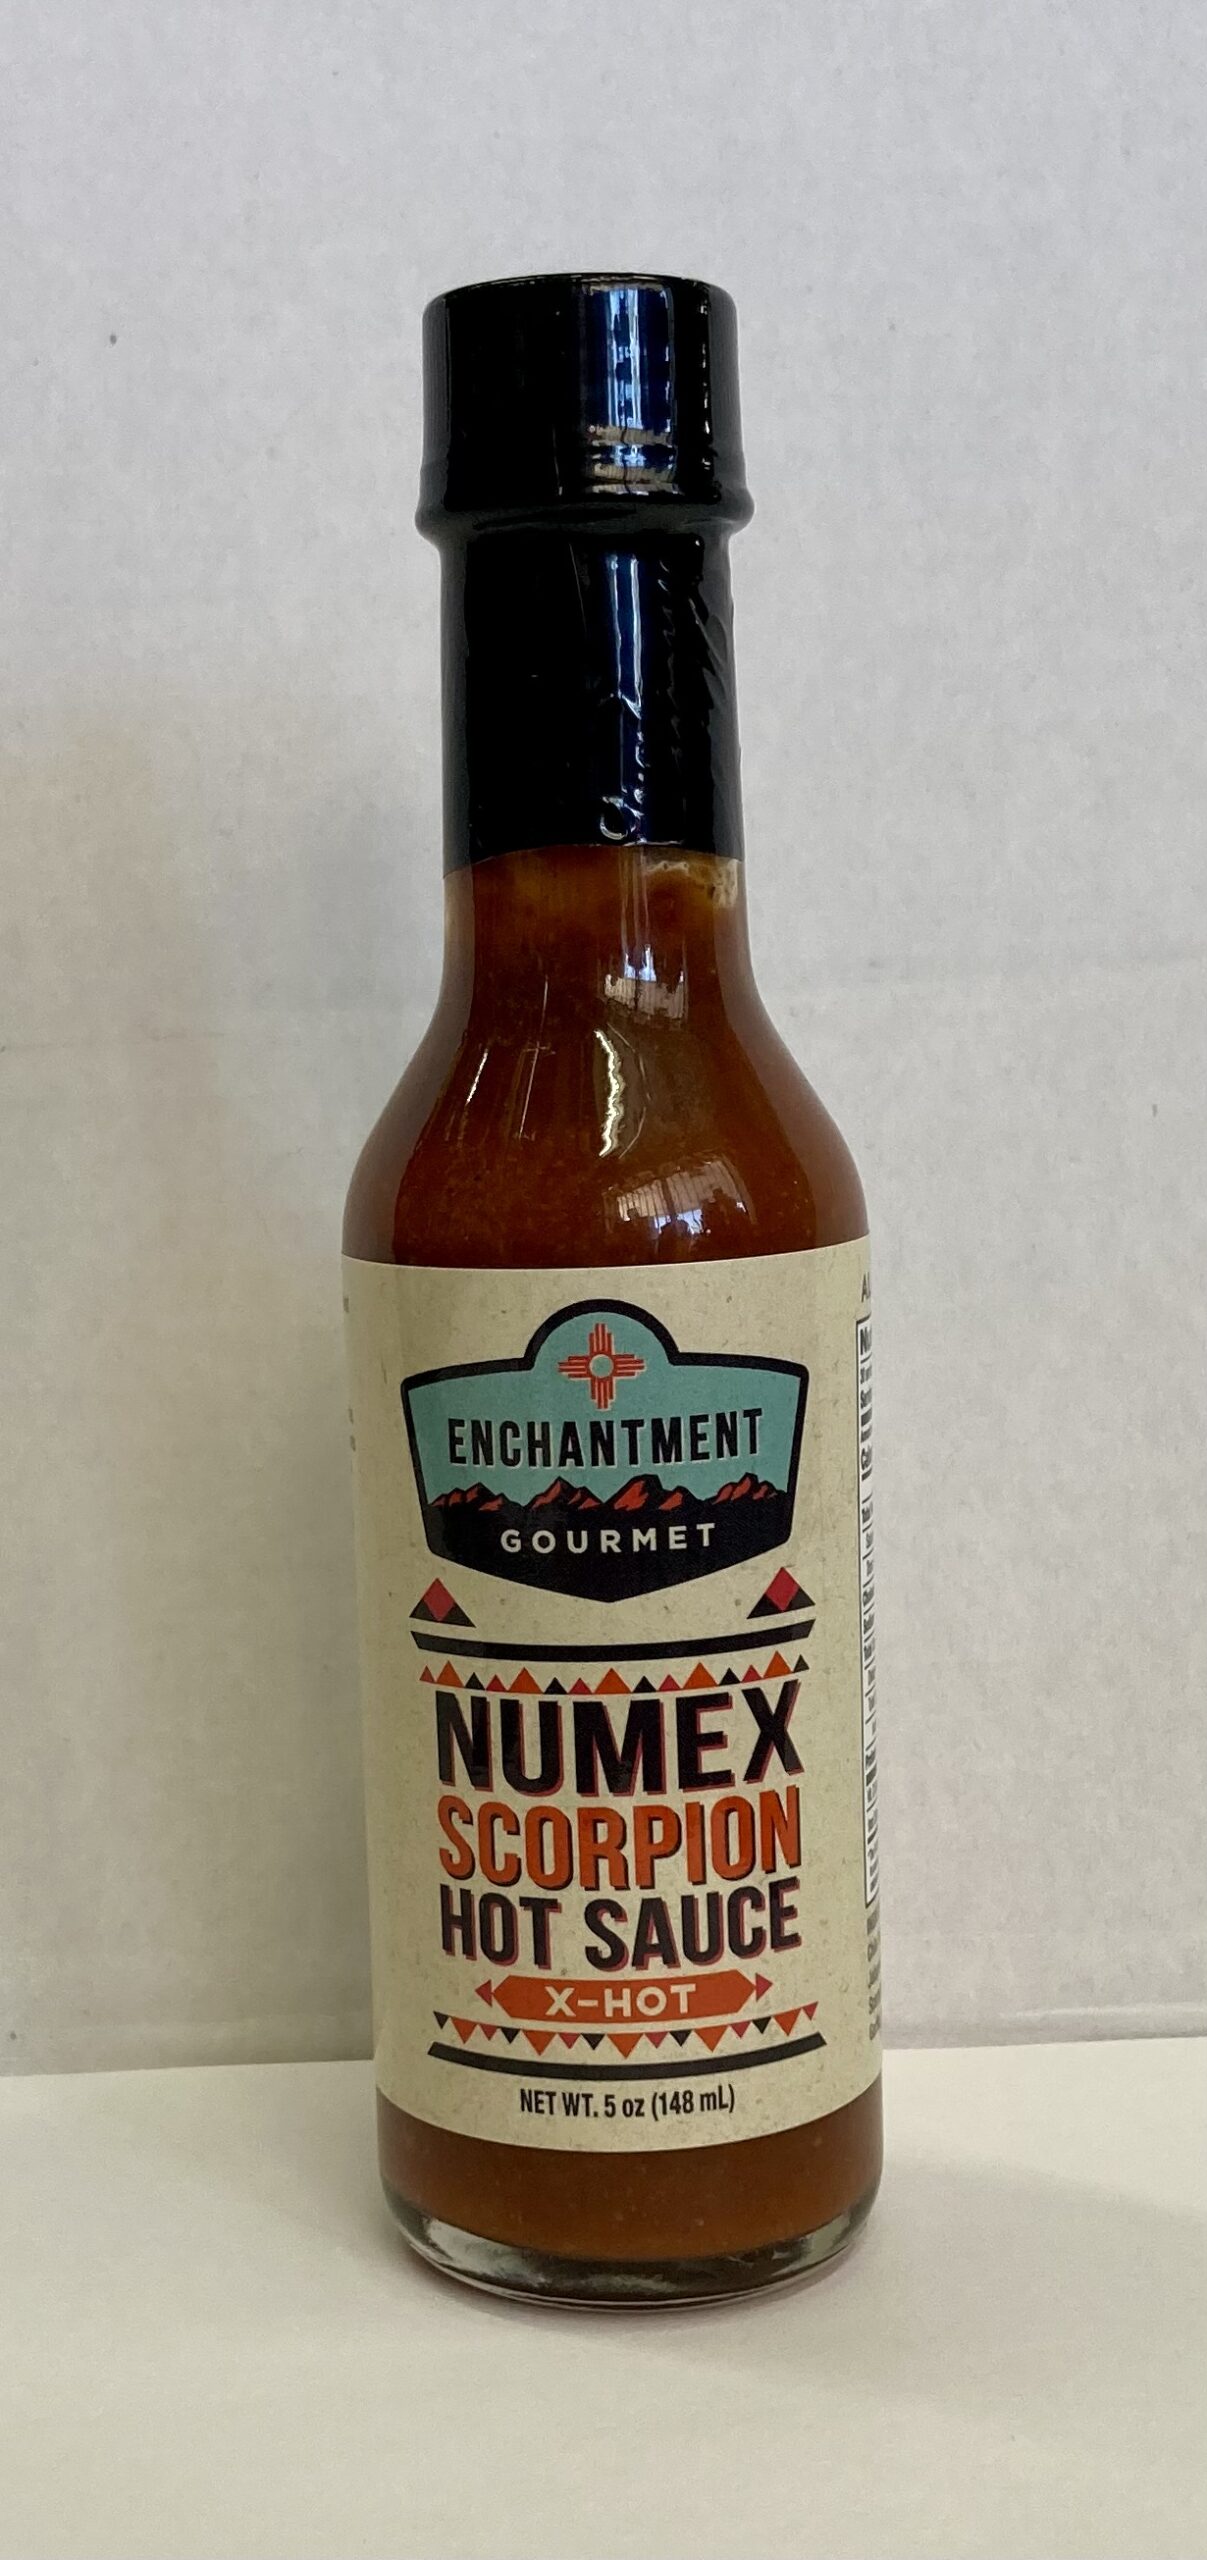 ENCHANTMENT
GOURMET
NUMEX
SCORPION
HOT SAUCE
X-HOT
NET WT. 5 oz (148 mL)